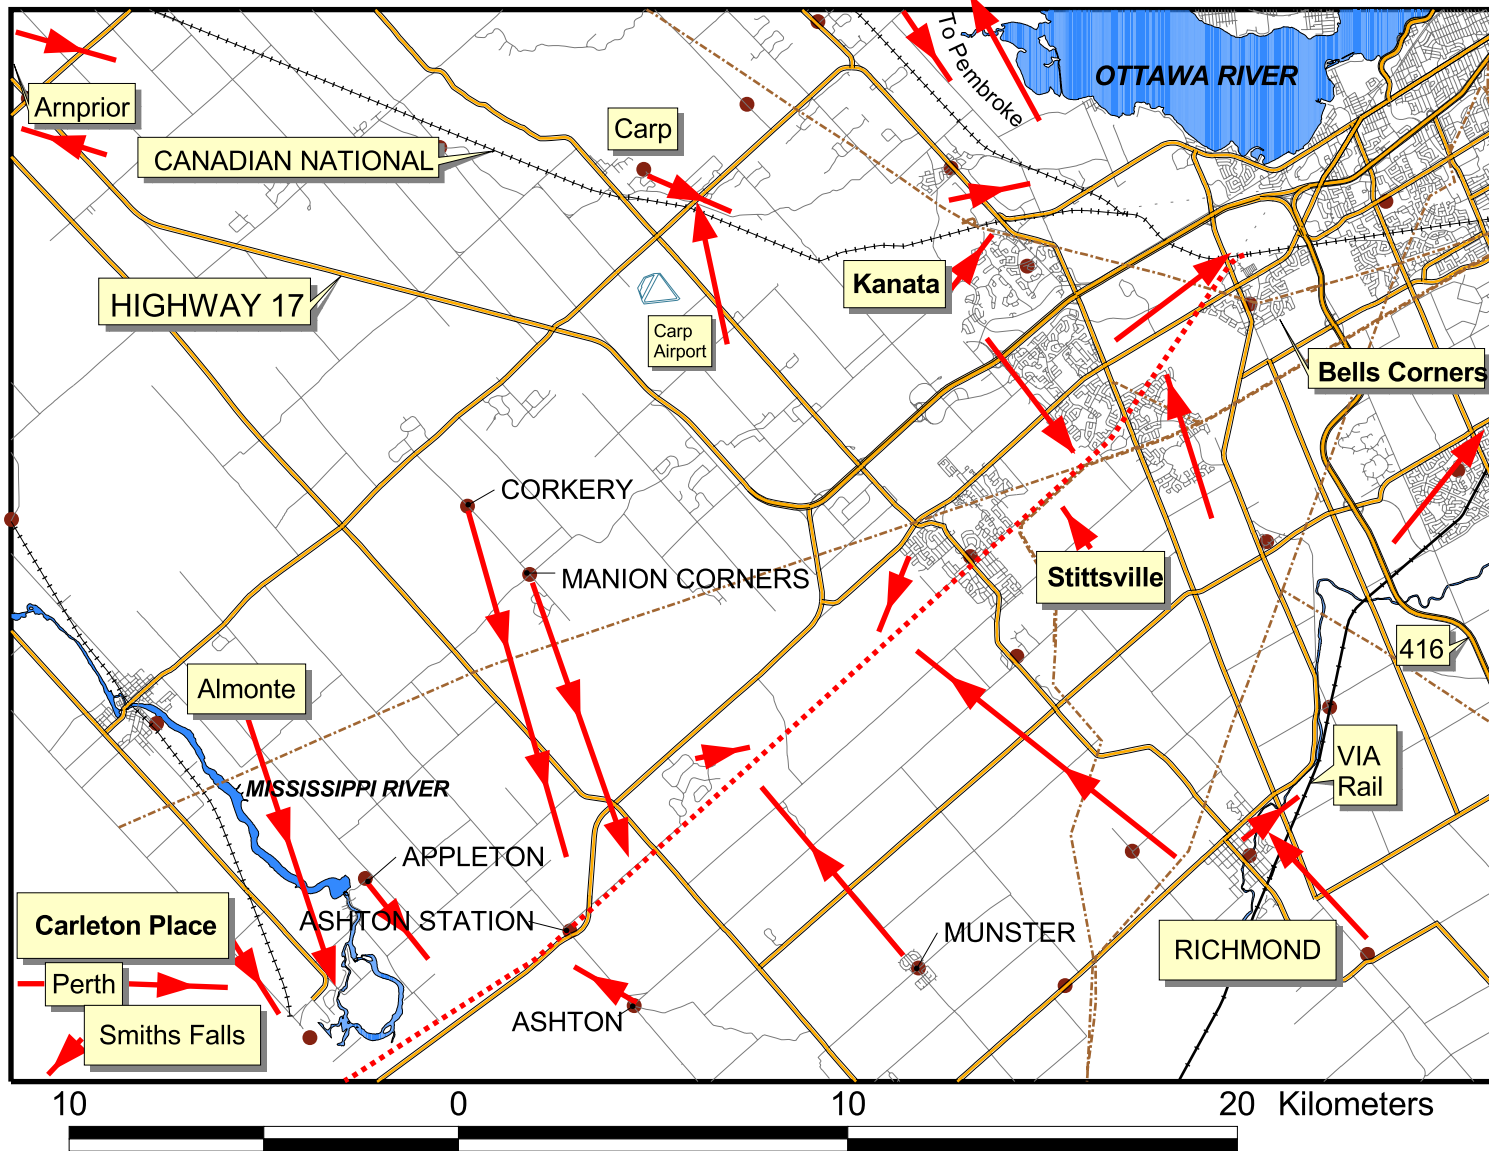 To Pembroke
OTTAWA RIVER
Arnprior
Carp
CANADIAN NATIONAL
Kanata
HIGHWAY 17
Carp
Airport
Bells Corners
CORKERY
MANION CORNERS
Stittsville
416
Almonte
VIA
Rail
MISSISSIPPI RIVER
APPLETON
Carleton Place
ASHTON STATION
MUNSTER
RICHMOND
Perth
ASHTON
Smiths Falls
10 0 10 20 Kilometers